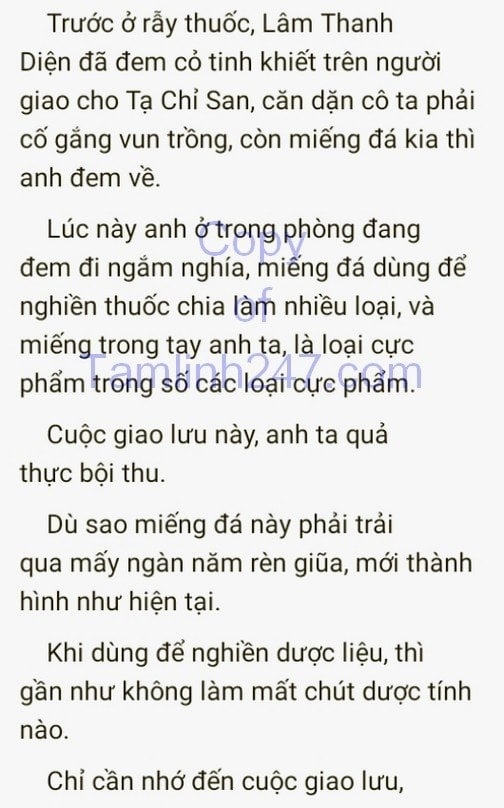 Trước ở rẫy thuốc, Lâm Thanh
Diện đã đem cỏ tinh khiết trên người
giao cho Tạ Chỉ San, căn dặn cô ta phải
cố gắng vun trồng, còn miếng đá kia thì
anh đem về.
Lúc này anh ở trong phòng đang
Copy
đem đi ngắm nghía, miếng đá dùng để
of
nghiền thuốc chia làm nhiều loại, và
miếng trong tay anh ta, là loại cực
Tamlinh247.com
phẩm trong số các loại cực phẩm.
Cuộc giao lưu này, anh ta quả
thực bội thu.
Dù sao miếng đá này phải trải
qua mấy ngàn năm rèn giũa, mới thành
hình như hiện tại.
Khi dùng để nghiền dược liệu, thì
gần như không làm mất chút dược tính
nào.
Chỉ cần nhớ đến cuộc giao lưu,